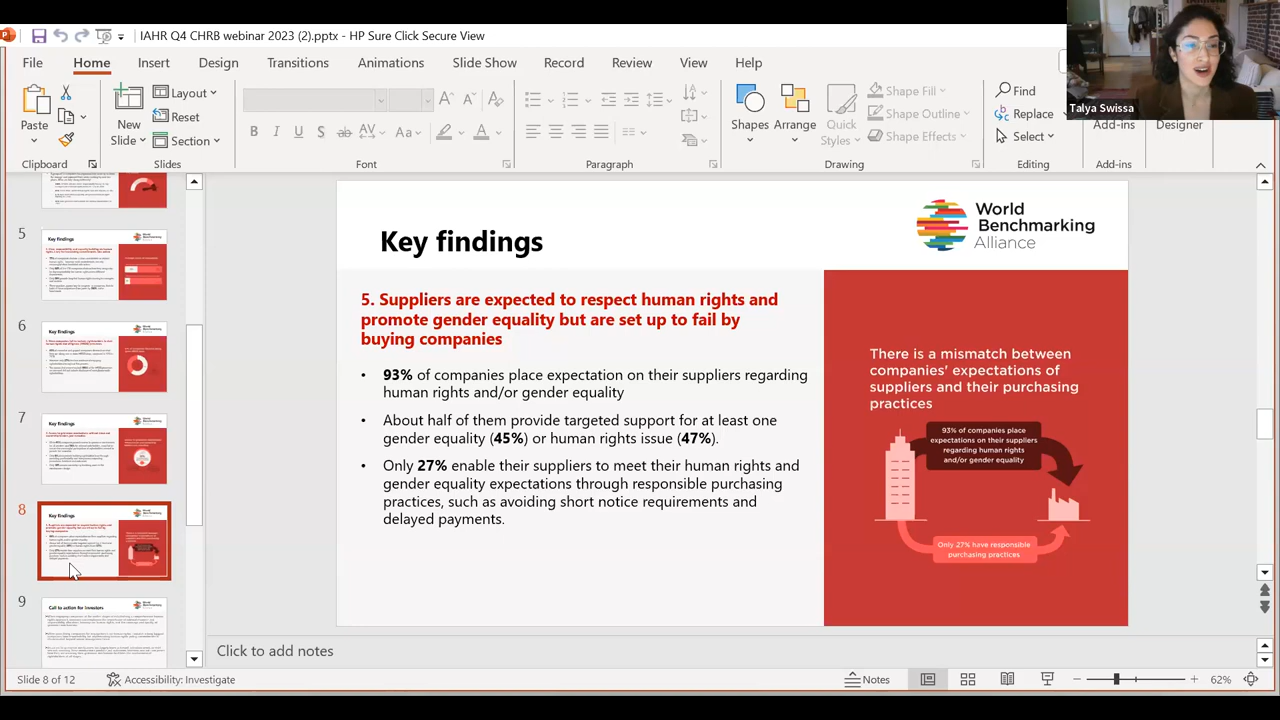 IAHR Q4 CHRB webinar 2023 (2).pptx - HP Sure Click Secure View
Talya Swissa
File Home Insert Design Transitions Animations Slide Show Record Review View Help
Paste
Clipboard
New
Slide
Layout
Reset
Section
Slides
B I U S ab AV Aa A
Font
Paragraph
Shapes
Arrange
Quick
Styles
Shape Fill
Shape Outline
Shape Effects
Drawing
Find
Replace
Select
Editing
Add-ins
Add-ins
Designer
5
Key findings
6
Key findings
7
Key findings
8
Key findings
9
Call to action for investors
World
Benchmarking
Alliance
Key findings
5. Suppliers are expected to respect human rights and
promote gender equality but are set up to fail by
buying companies
• 93% of companies place expectation on their suppliers regarding
human rights and/or gender equality
• About half of them provide targeted support for at least one
gender equality (45%) or human rights issue (47%).
• Only 27% enable their suppliers to meet their human rights and
gender equality expectations through responsible purchasing
practices, such as avoiding short notice requirements and
delayed payments.
There is a mismatch between
companies' expectations of
suppliers and their purchasing
practices
93% of companies place
expectations on their suppliers
regarding human rights
and/or gender equality
Only 27% have responsible
purchasing practices
Click to add notes
Slide 8 of 12
Accessibility: Investigate
Notes
62%